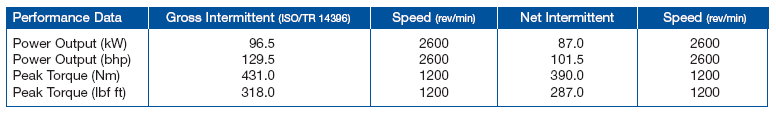 Performance Data Gross Intermittent (ISO/TR 14396) Speed (rev/min) Net Intermittent Speed (rev/min)
Power Output (kW) 96.5 2600 87.0 2600
Power Output (bhp) 129.5 2600 101.5 2600
Peak Torque (Nm) 431.0 1200 390.0 1200
Peak Torque (lbf ft) 318.0 1200 287.0 1200